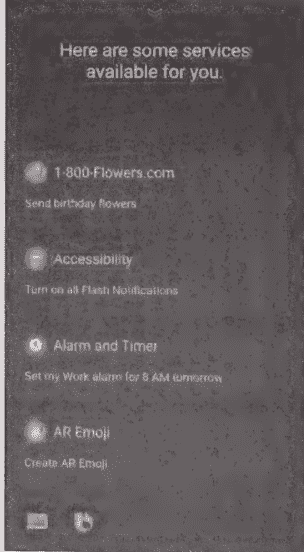 Here are some services
available for you.
1-800-Flowers.com
Send birthday flowers
Accessibility
Turn on all Flash Notifications
Alarm and Timer
Set my Work alarm for 8 AM tomorrow
AR Emoji
Create AR Emoji